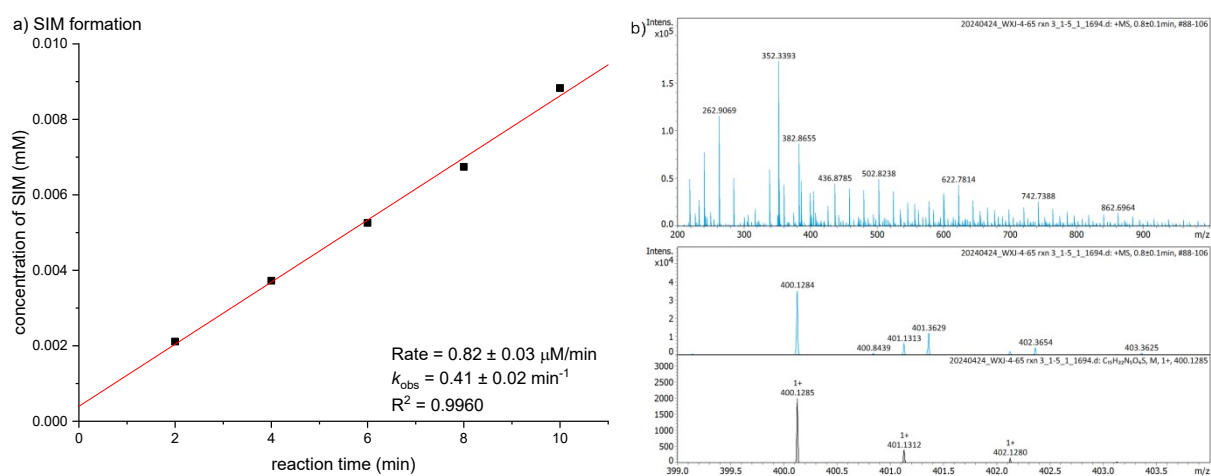 a) SIM formation
concentration of SIM (mM)
0.010
0.008
0.006
0.004
0.002
0.000
0 2 4 6 8 10
reaction time (min)
Rate = 0.82 ± 0.03 μM/min
kobs = 0.41 ± 0.02 min-1
R2 = 0.9960
b)
Intens.
x10⁵
20240424_WXJ-4-65 rxn 3_1-5_1_1694.d: +MS, 0.8±0.1min, #88-106
1.5
1.0
0.5
0.0
352.3393
262.9069
382.8655
436.8785
502.8238
622.7814
742.7388
862.6964
200 300 400 500 600 700 800 900 m/z
Intens.
x10⁴
20240424_WXJ-4-65 rxn 3_1-5_1_1694.d: +MS, 0.8±0.1min, #88-106
4
3
2
1
0
400.1284
400.8439
401.1313
401.3629
402.3654
403.3625
20240424_WXJ-4-65 rxn 3_1-5_1_1694.d: C₁₅H₂₂N₅O₆S, M, 1+, 400.1285
3000
2500
2000
1500
1000
500
0
1+
400.1285
1+
401.1312
1+
402.1280
399.0 399.5 400.0 400.5 401.0 401.5 402.0 402.5 403.0 403.5 m/z